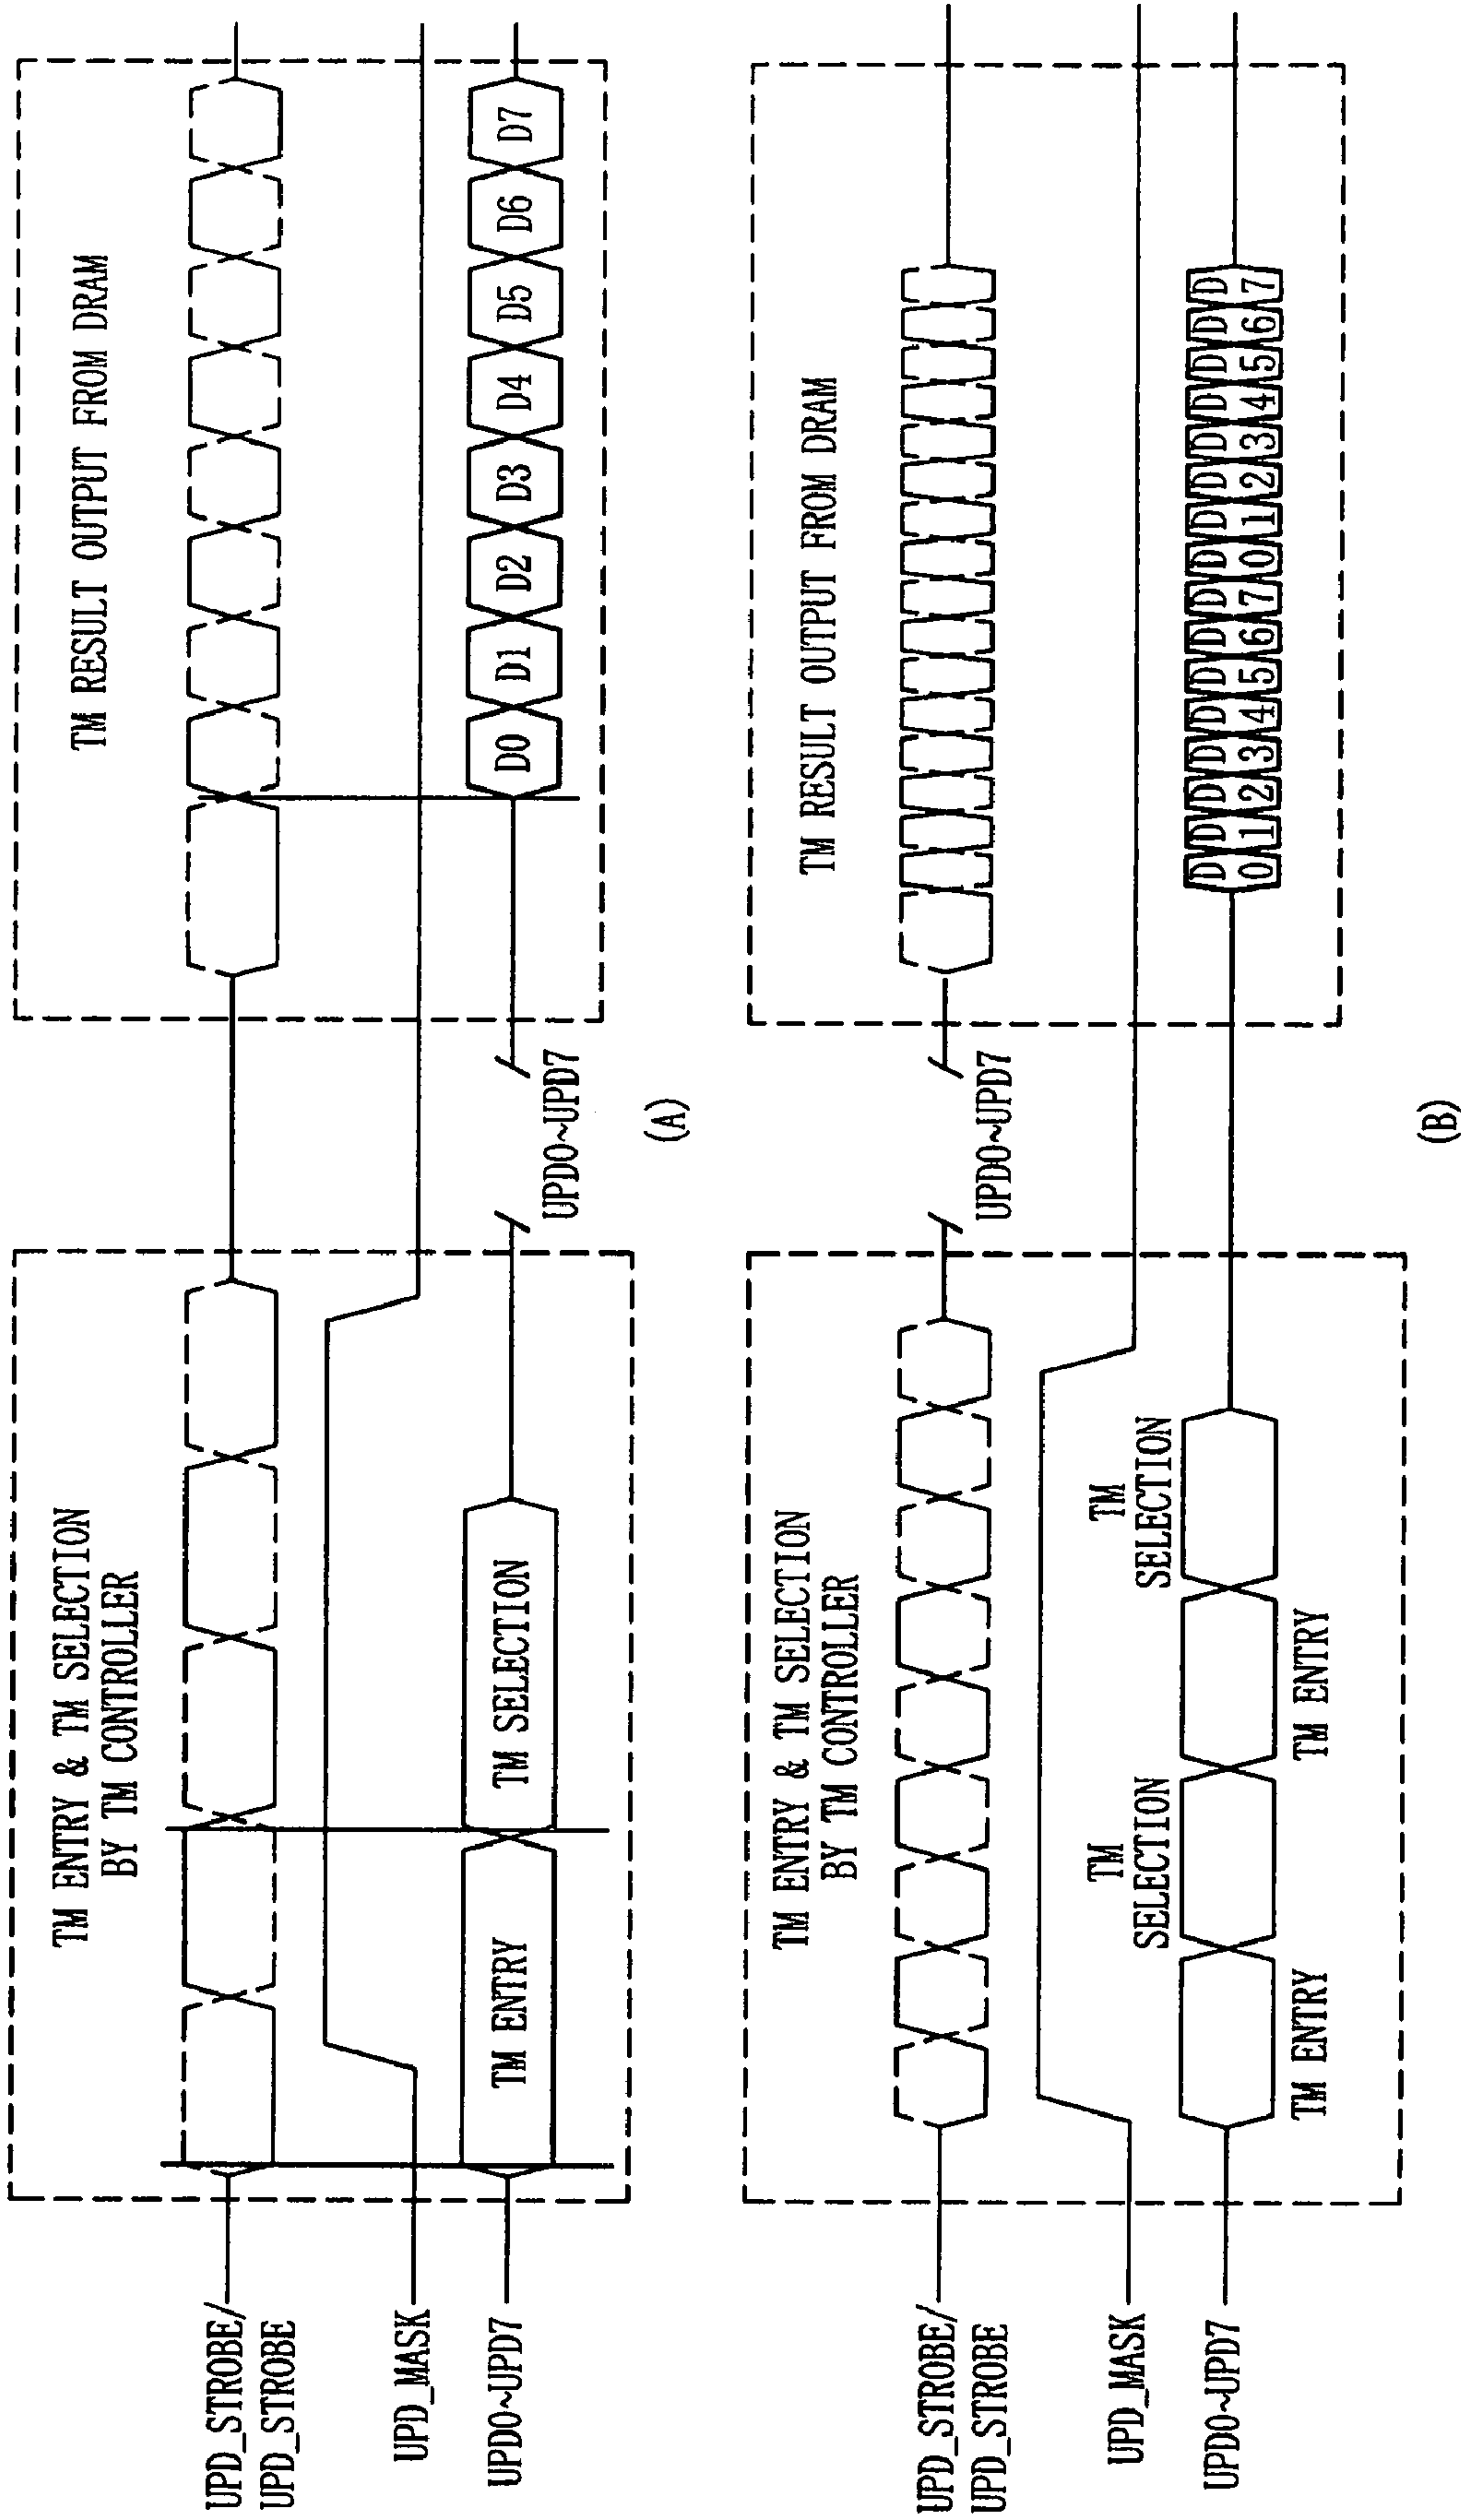 TM ENTRY & TM SELECTION
BY TM CONTROLLER
TM RESULT OUTPUT FROM DRAM
UPD_STROBE/
UPD_STROBE
UPD_MASK
UPD0~UPD7
TM ENTRY
TM SELECTION
UPD0~UPD7
D0
D1
D2
D3
D4
D5
D6
D7
(A)
TM ENTRY & TM SELECTION
BY TM CONTROLLER
TM RESULT OUTPUT FROM DRAM
UPD_STROBE/
UPD_STROBE
UPD0~UPD7
UPD_MASK
TM
SELECTION
TM
SELECTION
UPD0~UPD7
D D D D D D D D D D D D D D D D
0 1 2 3 4 5 6 7 0 1 2 3 4 5 6 7
TM ENTRY
TM ENTRY
(B)